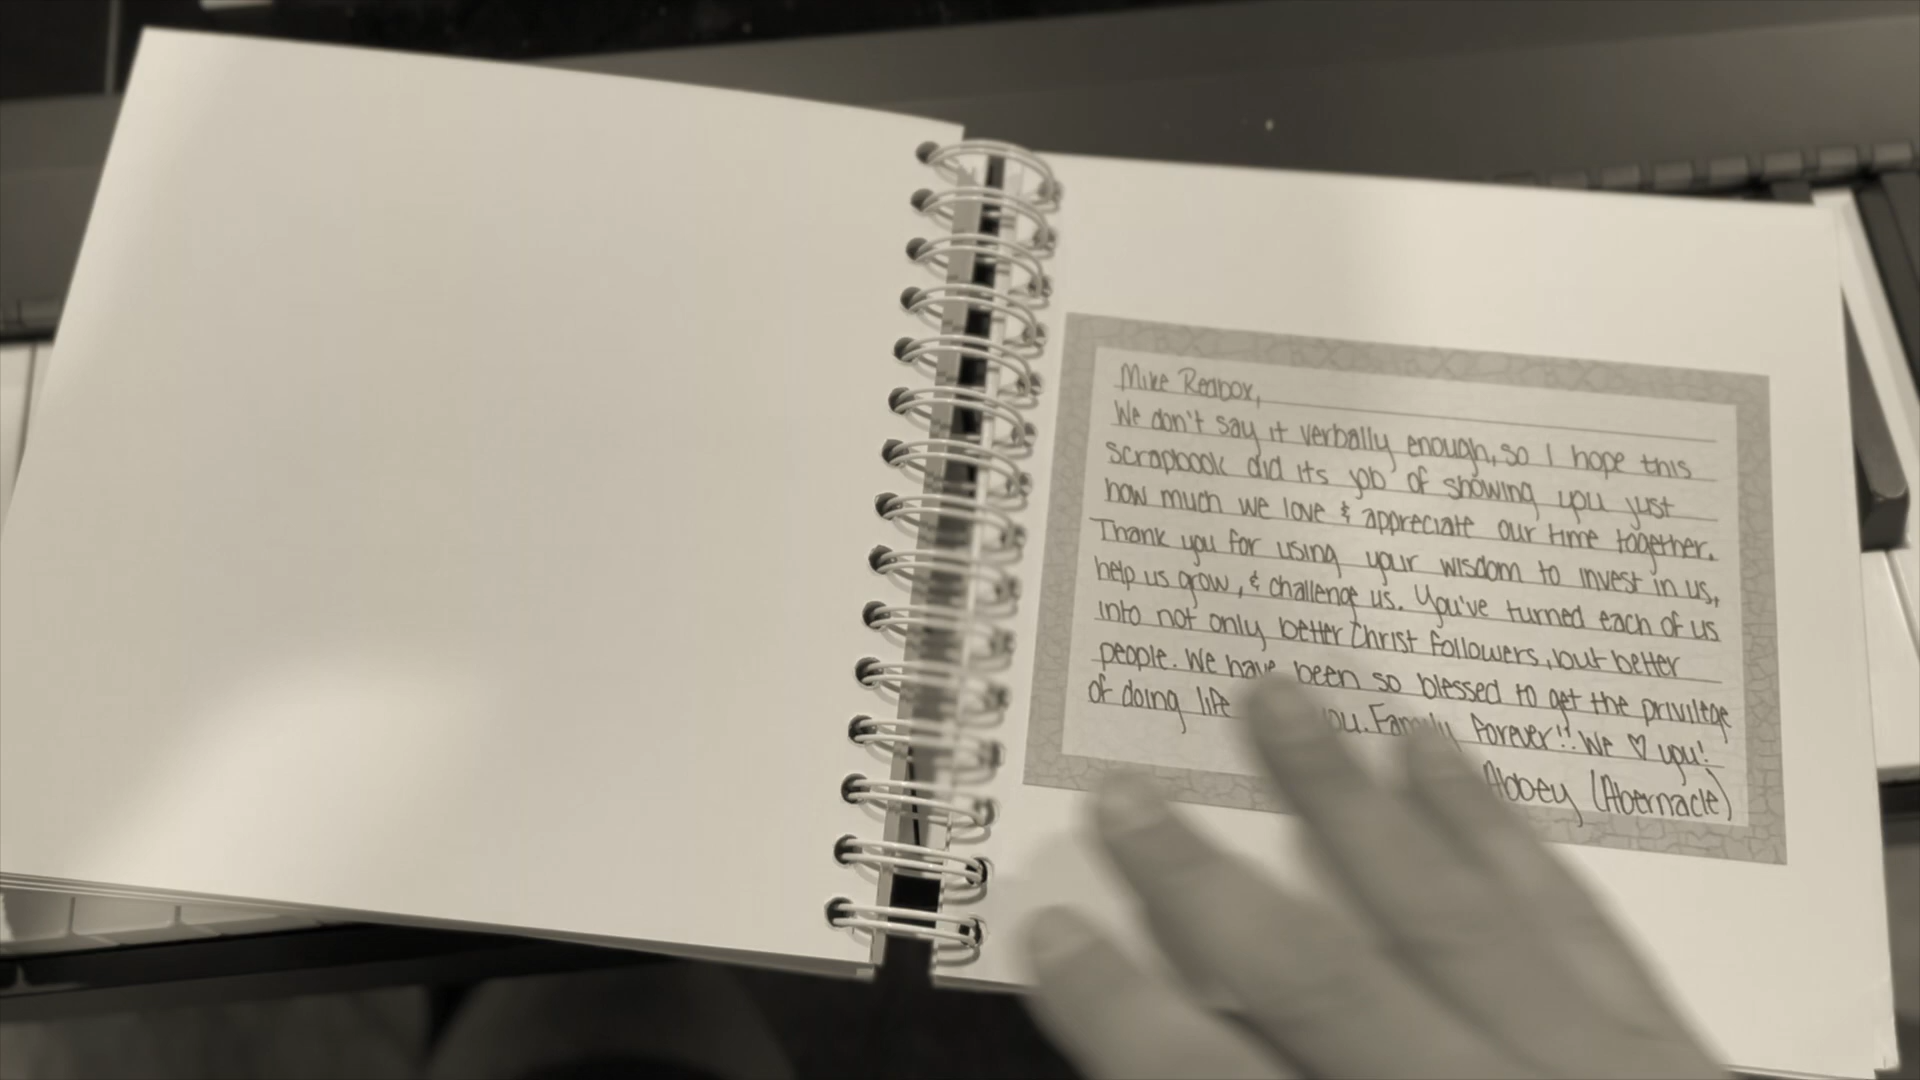 Mike Redbox,
We don't say it verbally enough, so I hope this
scrapbook did its job of showing you just
how much we love & appreciate our time together.
Thank you for using your wisdom to invest in us,
help us grow, & challenge us. You've turned each of us
into not only better Christ followers, but better
people. We have been so blessed to get the privilege
of doing life you. Family Forever!! We ♡ you!
Abbey (Abernacle)